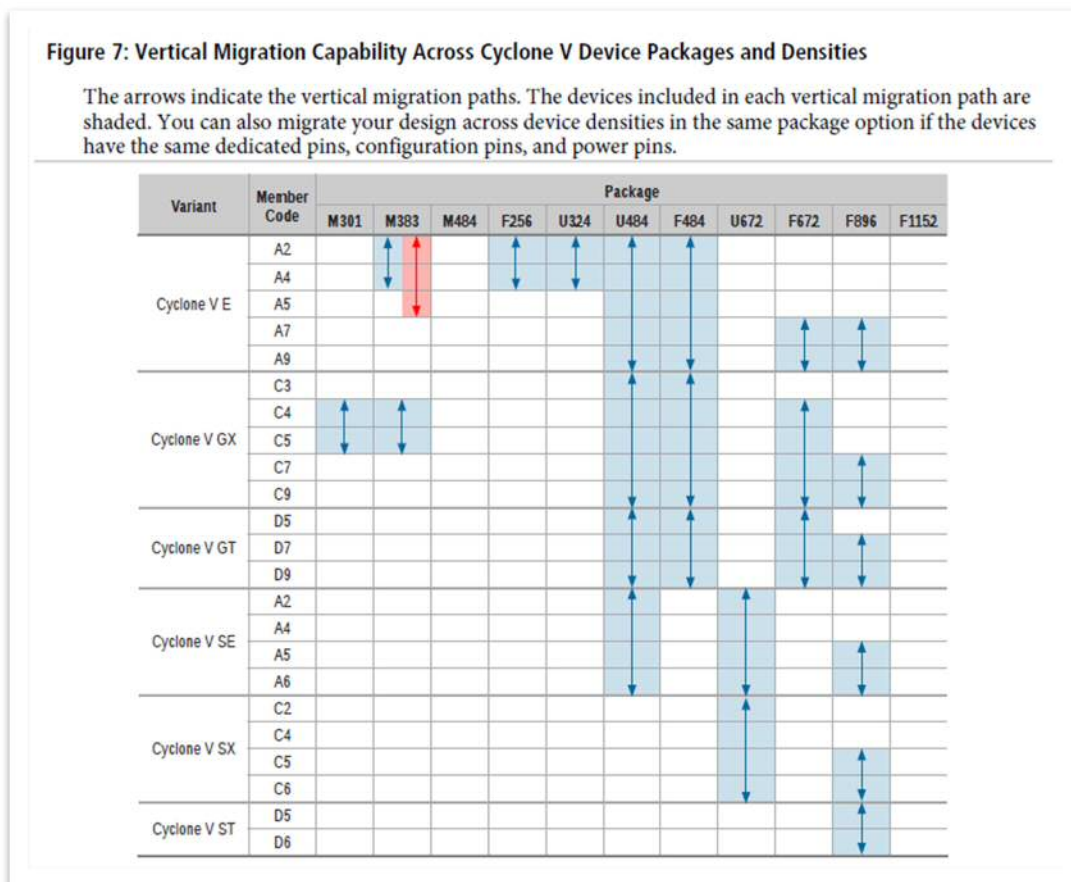 Figure 7: Vertical Migration Capability Across Cyclone V Device Packages and Densities
The arrows indicate the vertical migration paths. The devices included in each vertical migration path are
shaded. You can also migrate your design across device densities in the same package option if the devices
have the same dedicated pins, configuration pins, and power pins.
Variant Member Code Package
M301 M383 M484 F256 U324 U484 F484 U672 F672 F896 F1152
Cyclone V E
A2
A4
A5
A7
A9
Cyclone V GX
C3
C4
C5
C7
C9
Cyclone V GT
D5
D7
D9
Cyclone V SE
A2
A4
A5
A6
Cyclone V SX
C2
C4
C5
C6
Cyclone V ST
D5
D6